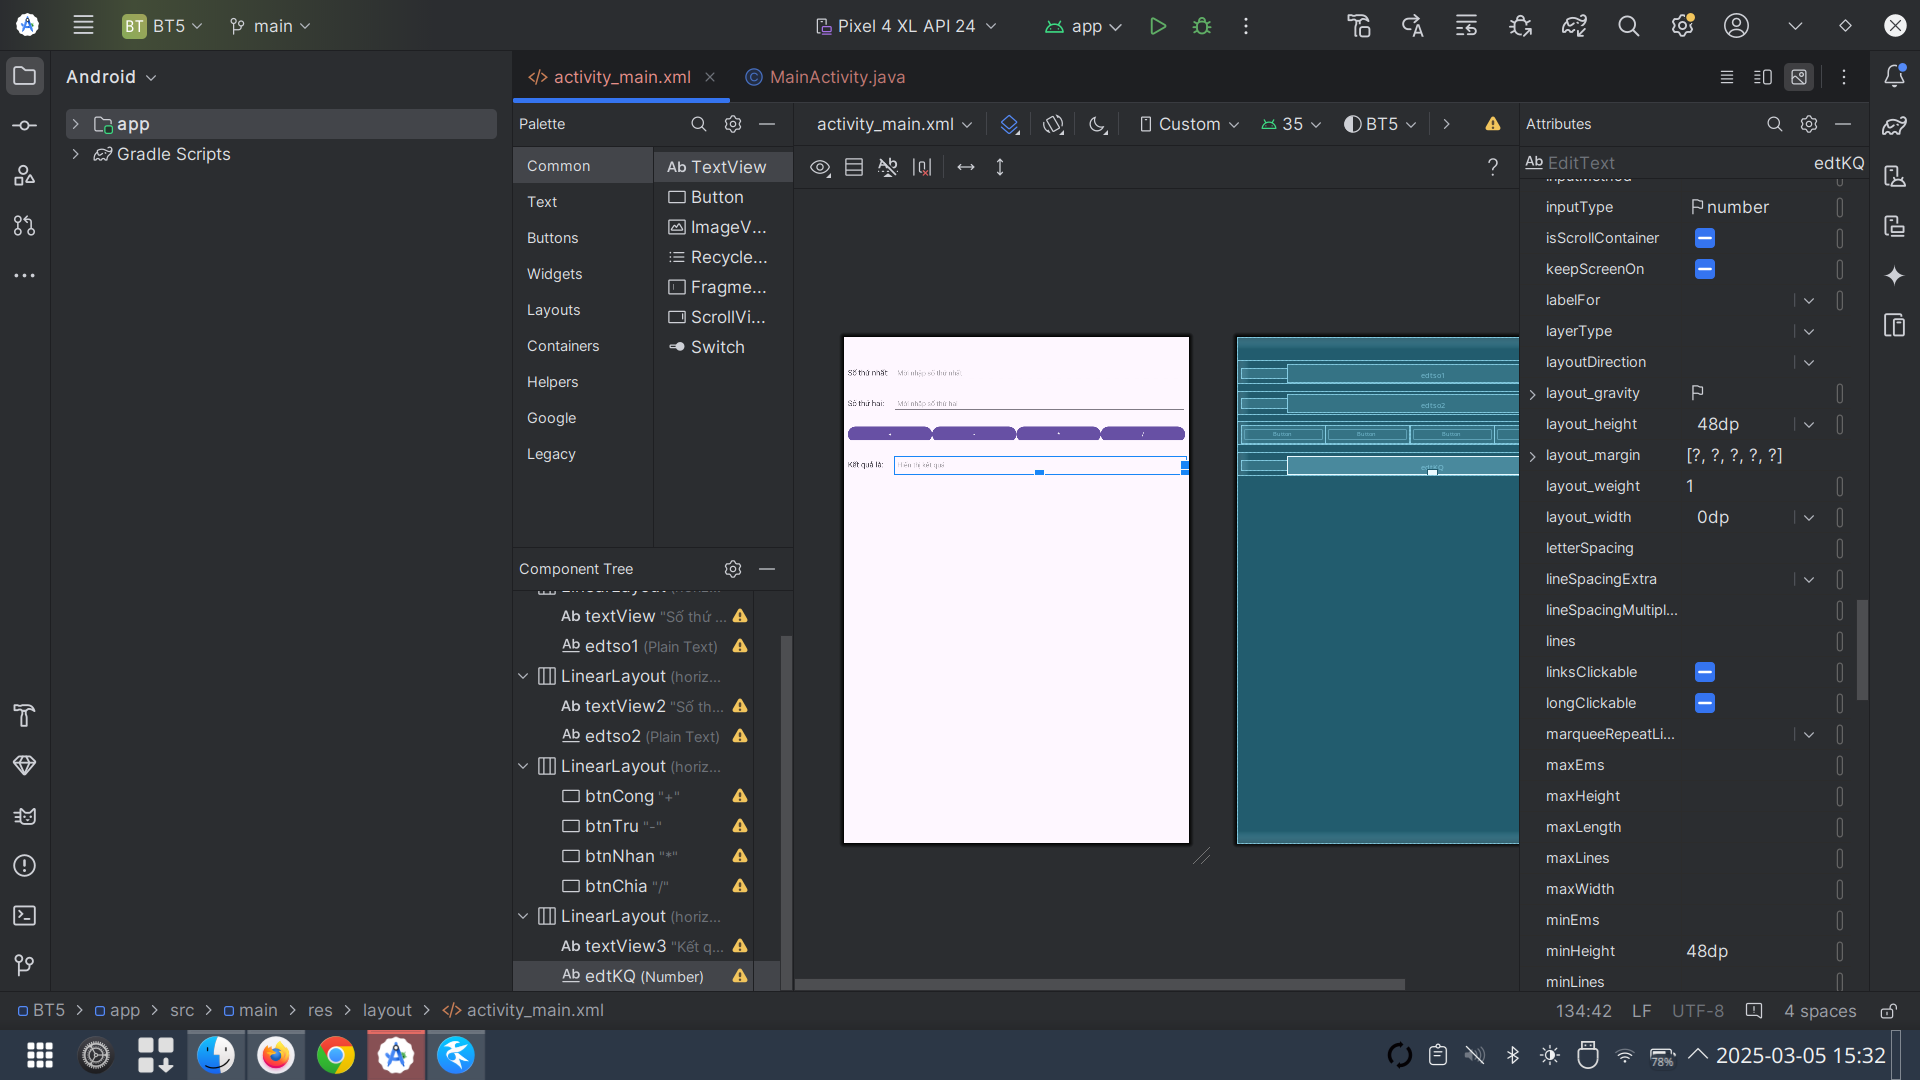 BT BT5
main
Pixel 4 XL API 24
app
Android
activity_main.xml
MainActivity.java
app
Gradle Scripts
Palette
Common
Text
Buttons
Widgets
Layouts
Containers
Helpers
Google
Legacy
Ab TextView
Button
ImageV...
Recycle...
Fragme...
ScrollVi...
Switch
activity_main.xml
Custom
35
BT5
?
Số thứ nhất
Mời nhập số thứ nhất
Số thứ hai:
Mời nhập số thứ hai
+
-
*
/
Kết quả là:
Hiển thị kết quả
edtso1
edtso2
Button
Button
Button
edtKQ
Component Tree
Ab textView "Số thứ ...
Ab edtso1 (Plain Text)
LinearLayout (horiz...
Ab textView2 "Số th...
Ab edtso2 (Plain Text)
LinearLayout (horiz...
btnCong "+"
btnTru "-"
btnNhan "*"
btnChia "/"
LinearLayout (horiz...
Ab textView3 "Kết q...
Ab edtKQ (Number)
Attributes
Ab EditText edtKQ
inputMethod
inputType number
isScrollContainer
keepScreenOn
labelFor
layerType
layoutDirection
layout_gravity
layout_height 48dp
layout_margin [?, ?, ?, ?, ?]
layout_weight 1
layout_width 0dp
letterSpacing
lineSpacingExtra
lineSpacingMultipl...
lines
linksClickable
longClickable
marqueeRepeatLi...
maxEms
maxHeight
maxLength
maxLines
maxWidth
minEms
minHeight 48dp
minLines
BT5 > app > src > main > res > layout > activity_main.xml
134:42 LF UTF-8 4 spaces
78%
2025-03-05 15:32